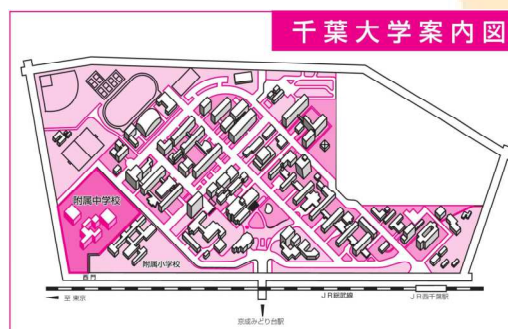 千葉大学案内図
附属中学校
附属小学校
西門
至 東京
JR総武線
JR西千葉駅
京成みどり台駅